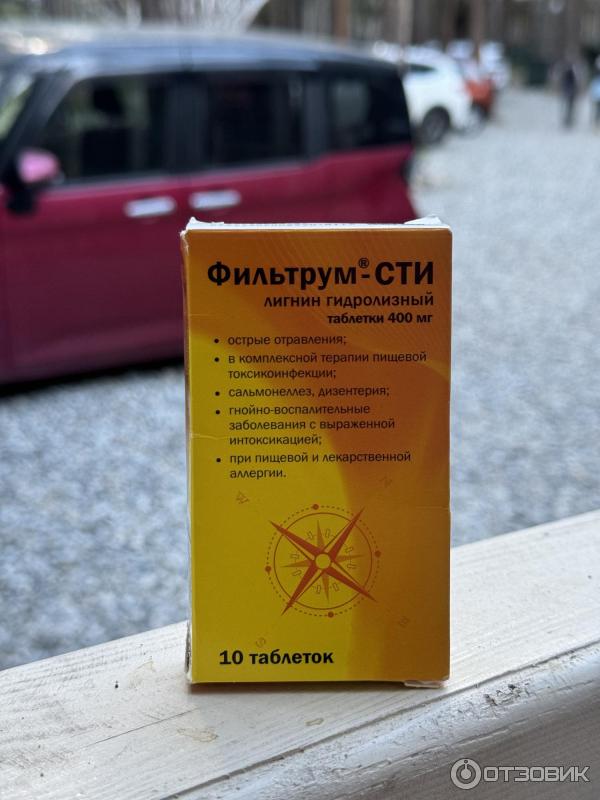 Фильтрум®-СТИ
лигнин гидролизный
таблетки 400 мг
• острые отравления;
• в комплексной терапии пищевой
токсикоинфекции;
• сальмонеллез, дизентерия;
• гнойно-воспалительные
заболевания с выраженной
интоксикацией;
• при пищевой и лекарственной
аллергии.
10 таблеток
ОТЗОВИК